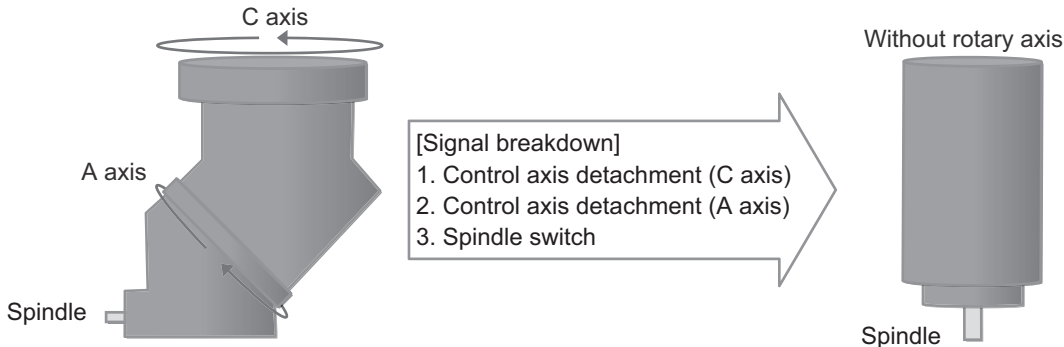 C axis
A axis
Spindle
[Signal breakdown]
1. Control axis detachment (C axis)
2. Control axis detachment (A axis)
3. Spindle switch
Without rotary axis
Spindle